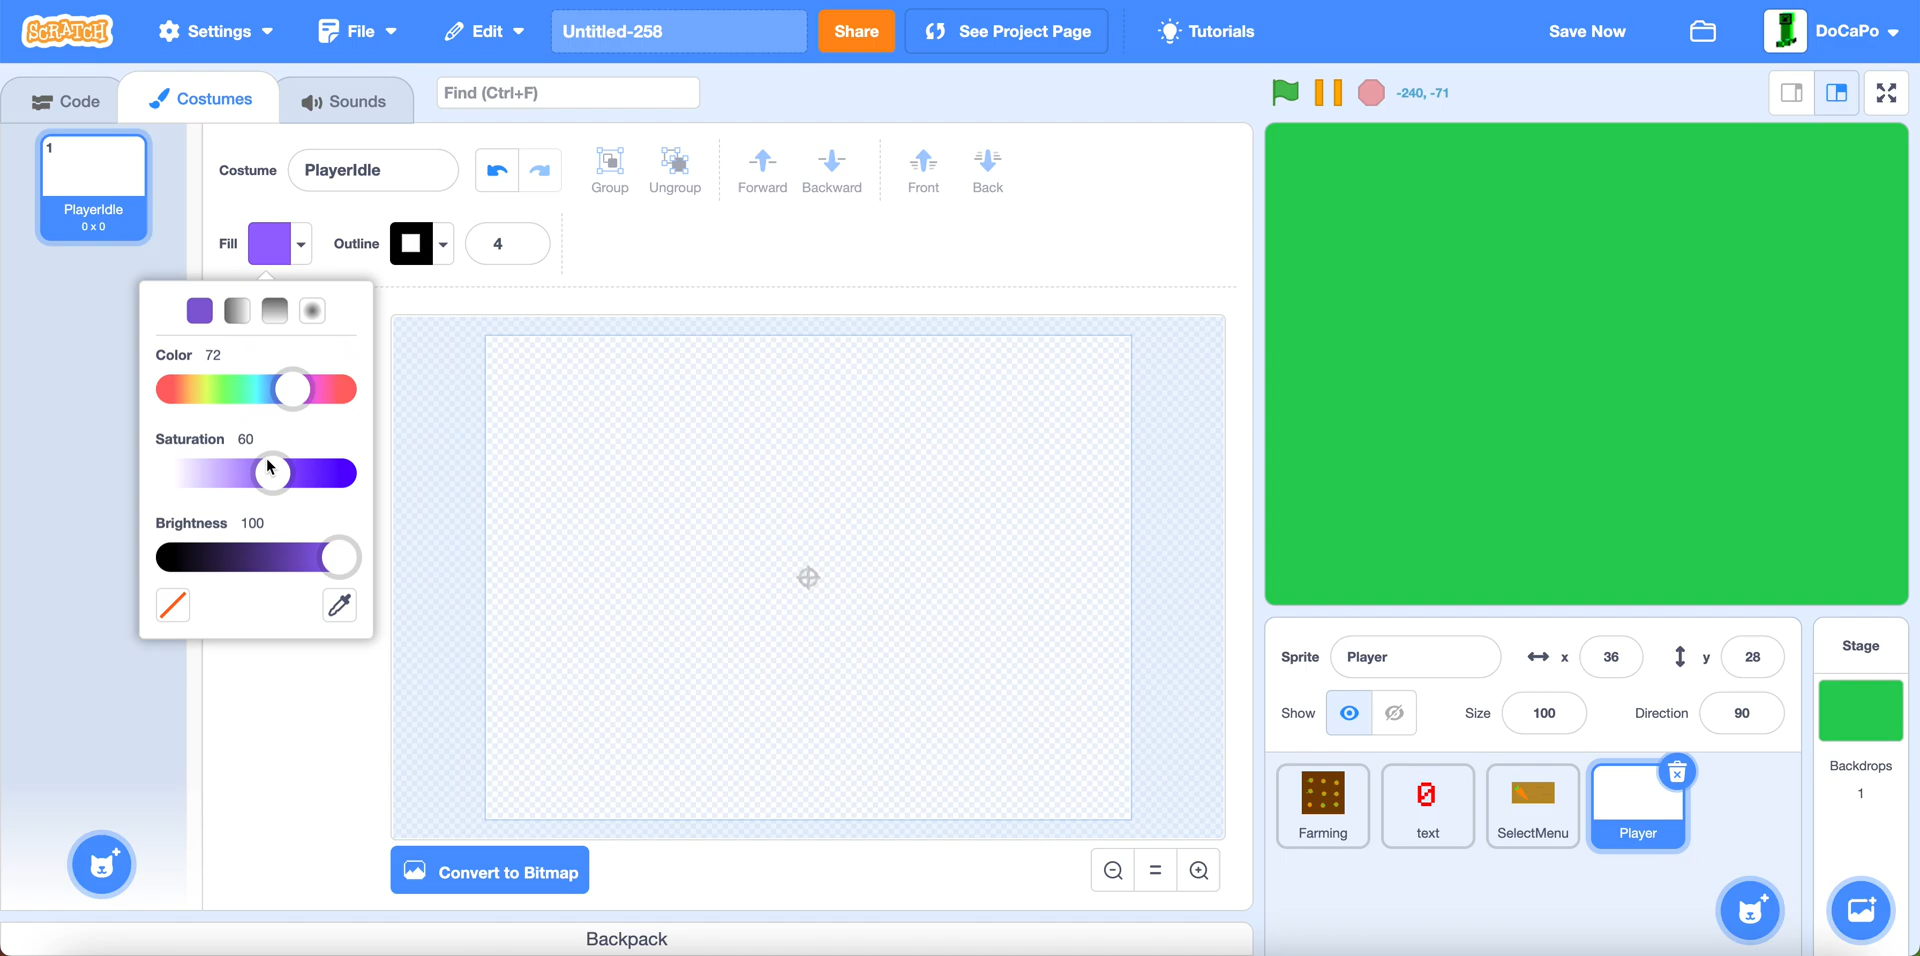 SCRATCH Settings File Edit Untitled-258 Share See Project Page Tutorials Save Now DoCaPo
Code Costumes Sounds Find (Ctrl+F) -240, -71
1
PlayerIdle
0 x 0
Costume PlayerIdle Group Ungroup Forward Backward Front Back
Fill Outline 4
Color 72
Saturation 60
Brightness 100
Convert to Bitmap
Backpack
Sprite Player x 36 y 28
Show Size 100 Direction 90
Farming text SelectMenu Player
0
Stage
Backdrops
1